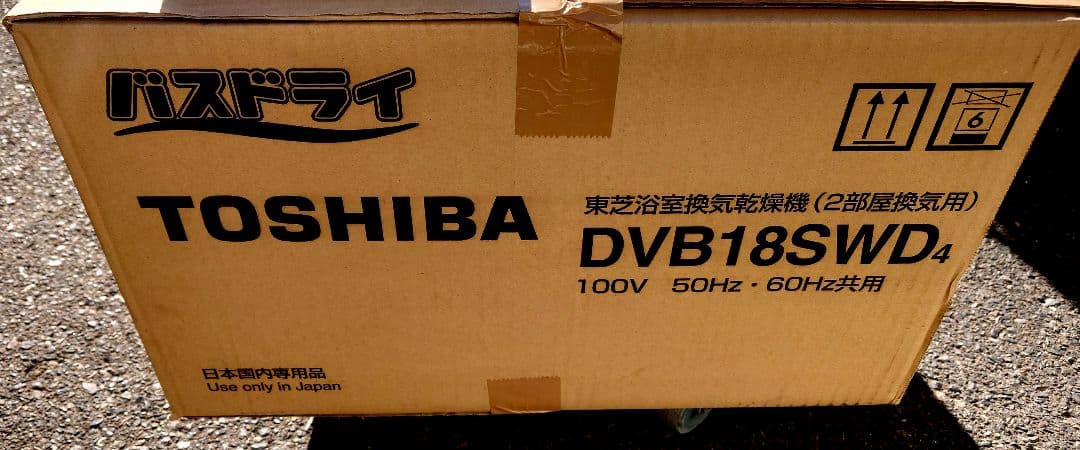 バスドライ
6
TOSHIBA
東芝浴室換気乾燥機(2部屋換気用)
DVB18SWD4
100V 50Hz・60Hz共用
日本国内専用品
Use only in Japan